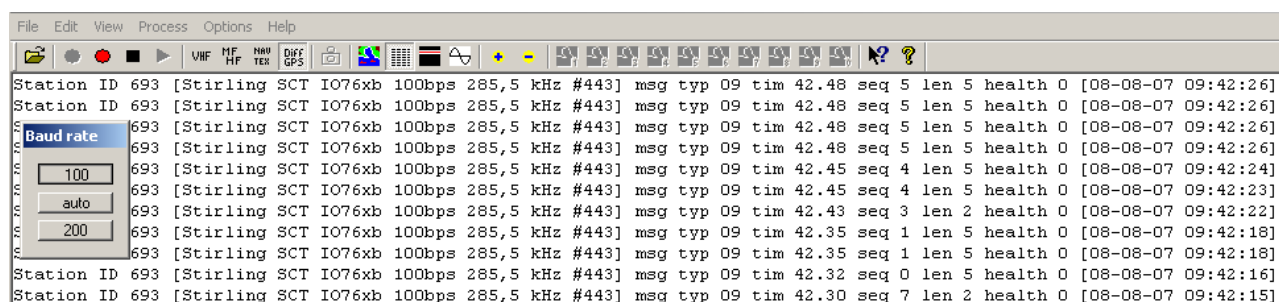 File Edit View Process Options Help
VHF MF HF NAV TEX Diff GPS
Station ID 693 [Stirling SCT IO76xb 100bps 285,5 kHz #443] msg typ 09 tim 42.48 seq 5 len 5 health 0 [08-08-07 09:42:26]
Station ID 693 [Stirling SCT IO76xb 100bps 285,5 kHz #443] msg typ 09 tim 42.48 seq 5 len 5 health 0 [08-08-07 09:42:26]
693 [Stirling SCT IO76xb 100bps 285,5 kHz #443] msg typ 09 tim 42.48 seq 5 len 5 health 0 [08-08-07 09:42:26]
Baud rate
693 [Stirling SCT IO76xb 100bps 285,5 kHz #443] msg typ 09 tim 42.48 seq 5 len 5 health 0 [08-08-07 09:42:26]
693 [Stirling SCT IO76xb 100bps 285,5 kHz #443] msg typ 09 tim 42.45 seq 4 len 5 health 0 [08-08-07 09:42:24]
100
693 [Stirling SCT IO76xb 100bps 285,5 kHz #443] msg typ 09 tim 42.45 seq 4 len 5 health 0 [08-08-07 09:42:23]
auto
693 [Stirling SCT IO76xb 100bps 285,5 kHz #443] msg typ 09 tim 42.43 seq 3 len 2 health 0 [08-08-07 09:42:22]
200
693 [Stirling SCT IO76xb 100bps 285,5 kHz #443] msg typ 09 tim 42.35 seq 1 len 5 health 0 [08-08-07 09:42:18]
693 [Stirling SCT IO76xb 100bps 285,5 kHz #443] msg typ 09 tim 42.35 seq 1 len 5 health 0 [08-08-07 09:42:18]
Station ID 693 [Stirling SCT IO76xb 100bps 285,5 kHz #443] msg typ 09 tim 42.32 seq 0 len 5 health 0 [08-08-07 09:42:16]
Station ID 693 [Stirling SCT IO76xb 100bps 285,5 kHz #443] msg typ 09 tim 42.30 seq 7 len 2 health 0 [08-08-07 09:42:15]